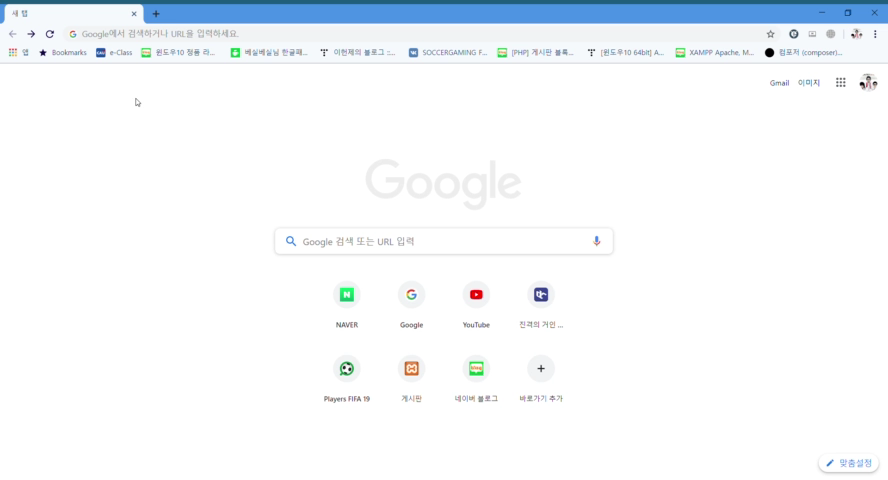 새 탭
Google에서 검색하거나 URL을 입력하세요.
앱 Bookmarks e-Class 윈도우10 정품 라... 베실베실님 한글패... 이현제의 블로그 ::... SOCCERGAMING F... [PHP] 게시판 블록... [윈도우10 64bit] A... XAMPP Apache, M... 컴포저 (composer)...
Gmail 이미지
Google
Google 검색 또는 URL 입력
NAVER Google YouTube 진격의 거인 ...
Players FIFA 19 게시판 네이버 블로그 바로가기 추가
맞춤설정